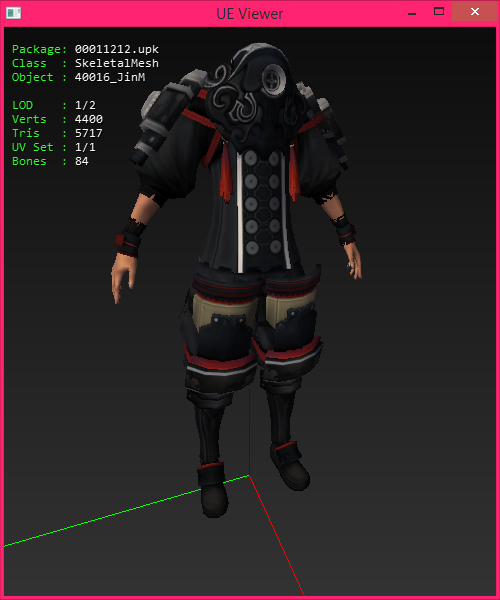 UE Viewer
Package: 00011212.upk
Class  : SkeletalMesh
Object : 40016_JinM
LOD    : 1/2
Verts  : 4400
Tris   : 5717
UV Set : 1/1
Bones  : 84